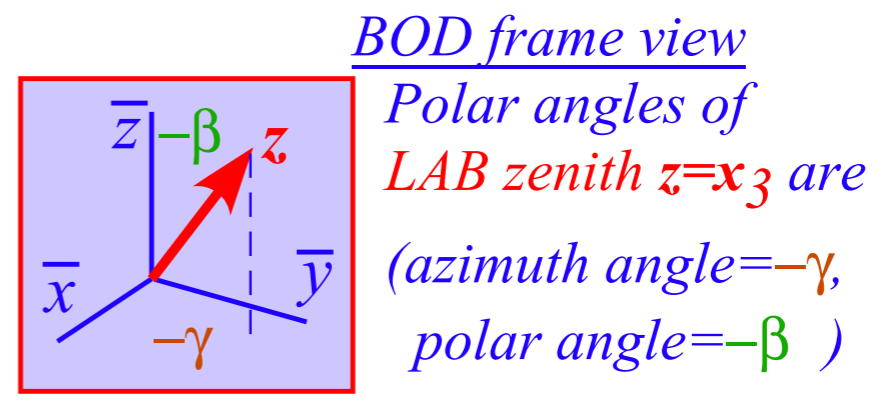 BOD frame view
Polar angles of
LAB zenith z=x₃ are
(azimuth angle=−γ,
polar angle=−β )
z̅
−β
z
x̅
y̅
−γ